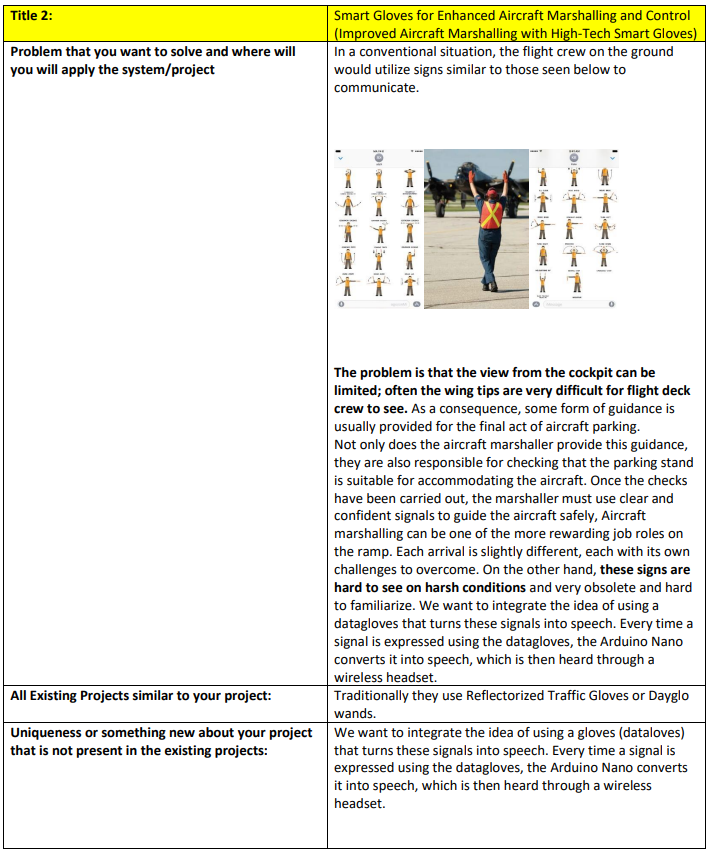 Title 2:
Smart Gloves for Enhanced Aircraft Marshalling and Control
(Improved Aircraft Marshalling with High-Tech Smart Gloves)
Problem that you want to solve and where will
you will apply the system/project
In a conventional situation, the flight crew on the ground
would utilize signs similar to those seen below to
communicate.
The problem is that the view from the cockpit can be
limited; often the wing tips are very difficult for flight deck
crew to see. As a consequence, some form of guidance is
usually provided for the final act of aircraft parking.
Not only does the aircraft marshaller provide this guidance,
they are also responsible for checking that the parking stand
is suitable for accommodating the aircraft. Once the checks
have been carried out, the marshaller must use clear and
confident signals to guide the aircraft safely, Aircraft
marshalling can be one of the more rewarding job roles on
the ramp. Each arrival is slightly different, each with its own
challenges to overcome. On the other hand, these signs are
hard to see on harsh conditions and very obsolete and hard
to familiarize. We want to integrate the idea of using a
datagloves that turns these signals into speech. Every time a
signal is expressed using the datagloves, the Arduino Nano
converts it into speech, which is then heard through a
wireless headset.
All Existing Projects similar to your project:
Traditionally they use Reflectorized Traffic Gloves or Dayglo
wands.
Uniqueness or something new about your project
that is not present in the existing projects:
We want to integrate the idea of using a gloves (dataloves)
that turns these signals into speech. Every time a signal is
expressed using the datagloves, the Arduino Nano converts
it into speech, which is then heard through a wireless
headset.